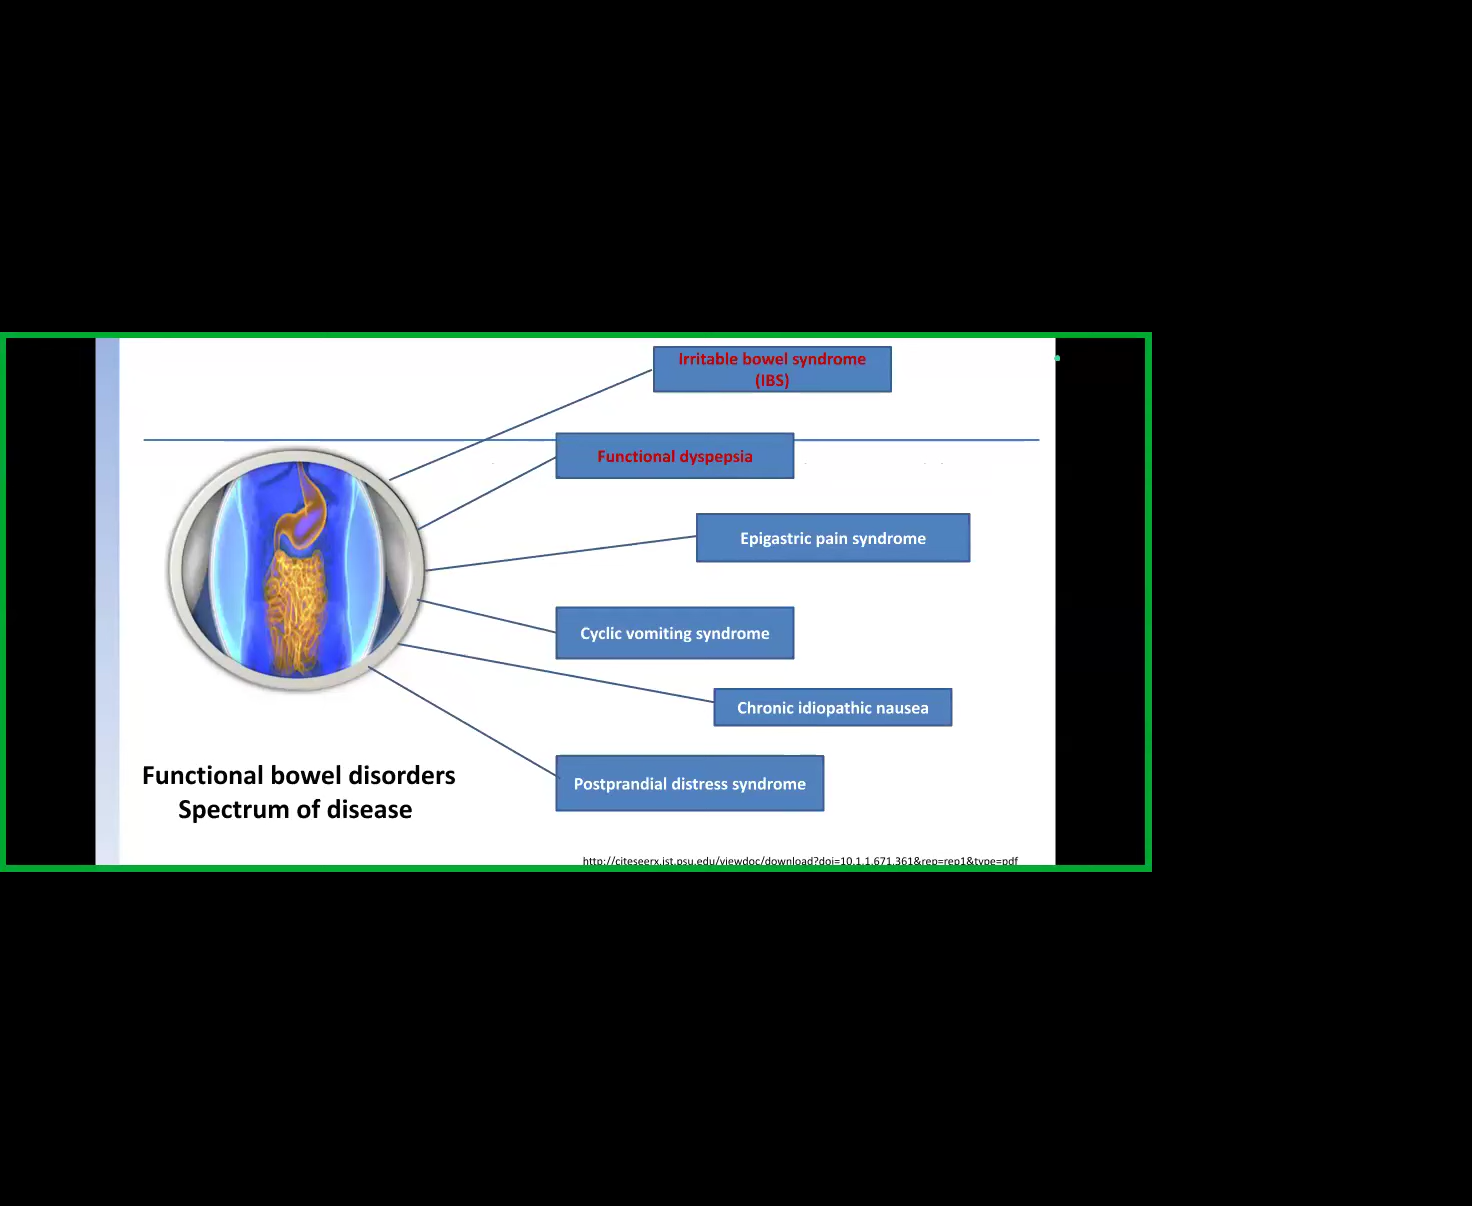 Irritable bowel syndrome
(IBS)
Functional dyspepsia
Epigastric pain syndrome
Cyclic vomiting syndrome
Chronic idiopathic nausea
Postprandial distress syndrome
Functional bowel disorders
Spectrum of disease
http://citeseerx.ist.psu.edu/viewdoc/download?doi=10.1.1.671.361&rep=rep1&type=pdf